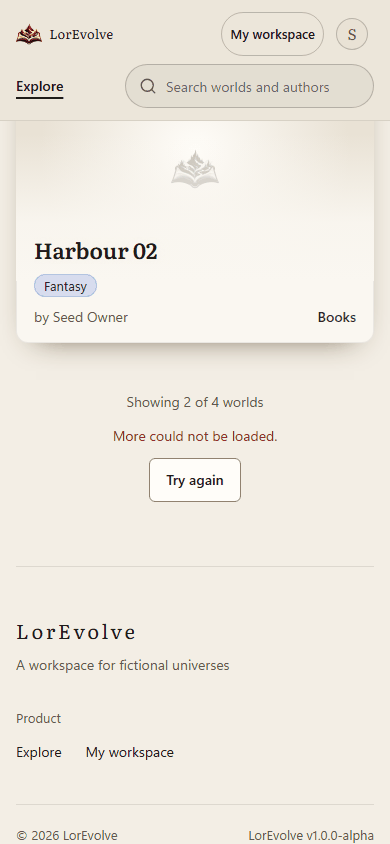 LorEvolve
My workspace
S
Explore
Search worlds and authors
Harbour 02
Fantasy
by Seed Owner
Books
Showing 2 of 4 worlds
More could not be loaded.
Try again
LorEvolve
A workspace for fictional universes
Product
Explore
My workspace
© 2026 LorEvolve
LorEvolve v1.0.0-alpha